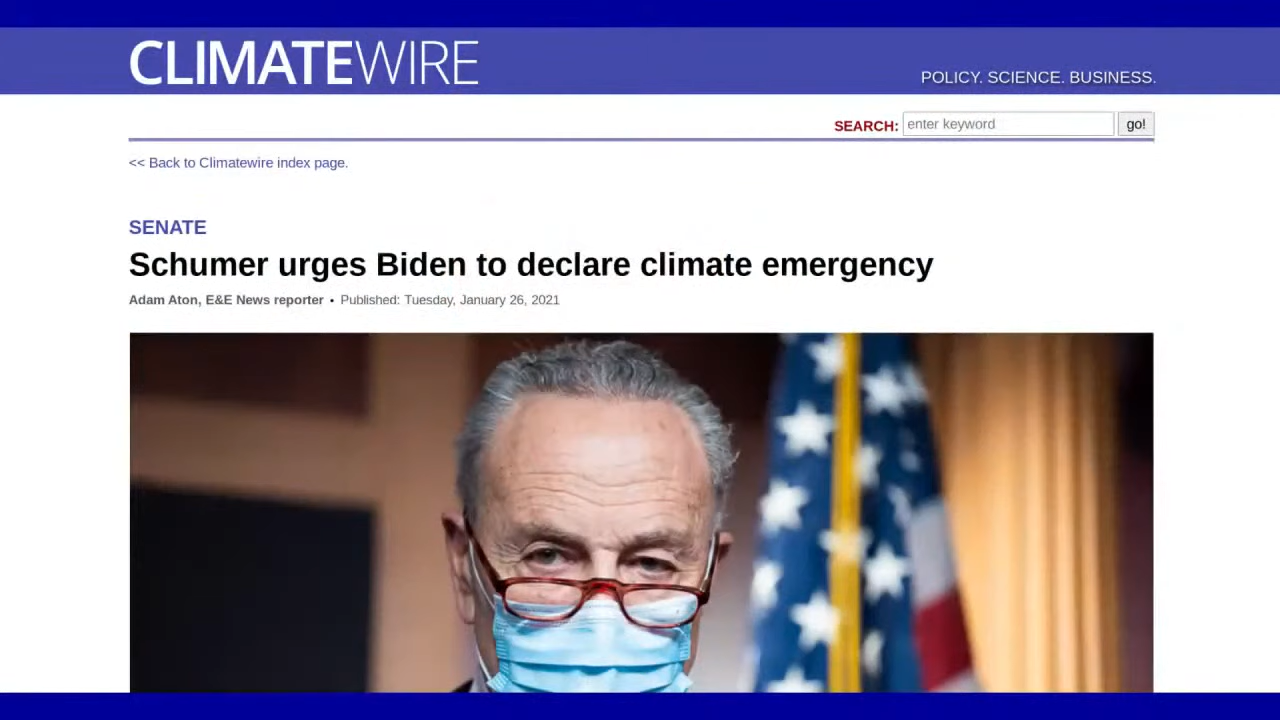 CLIMATEWIRE
POLICY. SCIENCE. BUSINESS.
SEARCH: enter keyword go!
<< Back to Climatewire index page.
SENATE
Schumer urges Biden to declare climate emergency
Adam Aton, E&E News reporter • Published: Tuesday, January 26, 2021